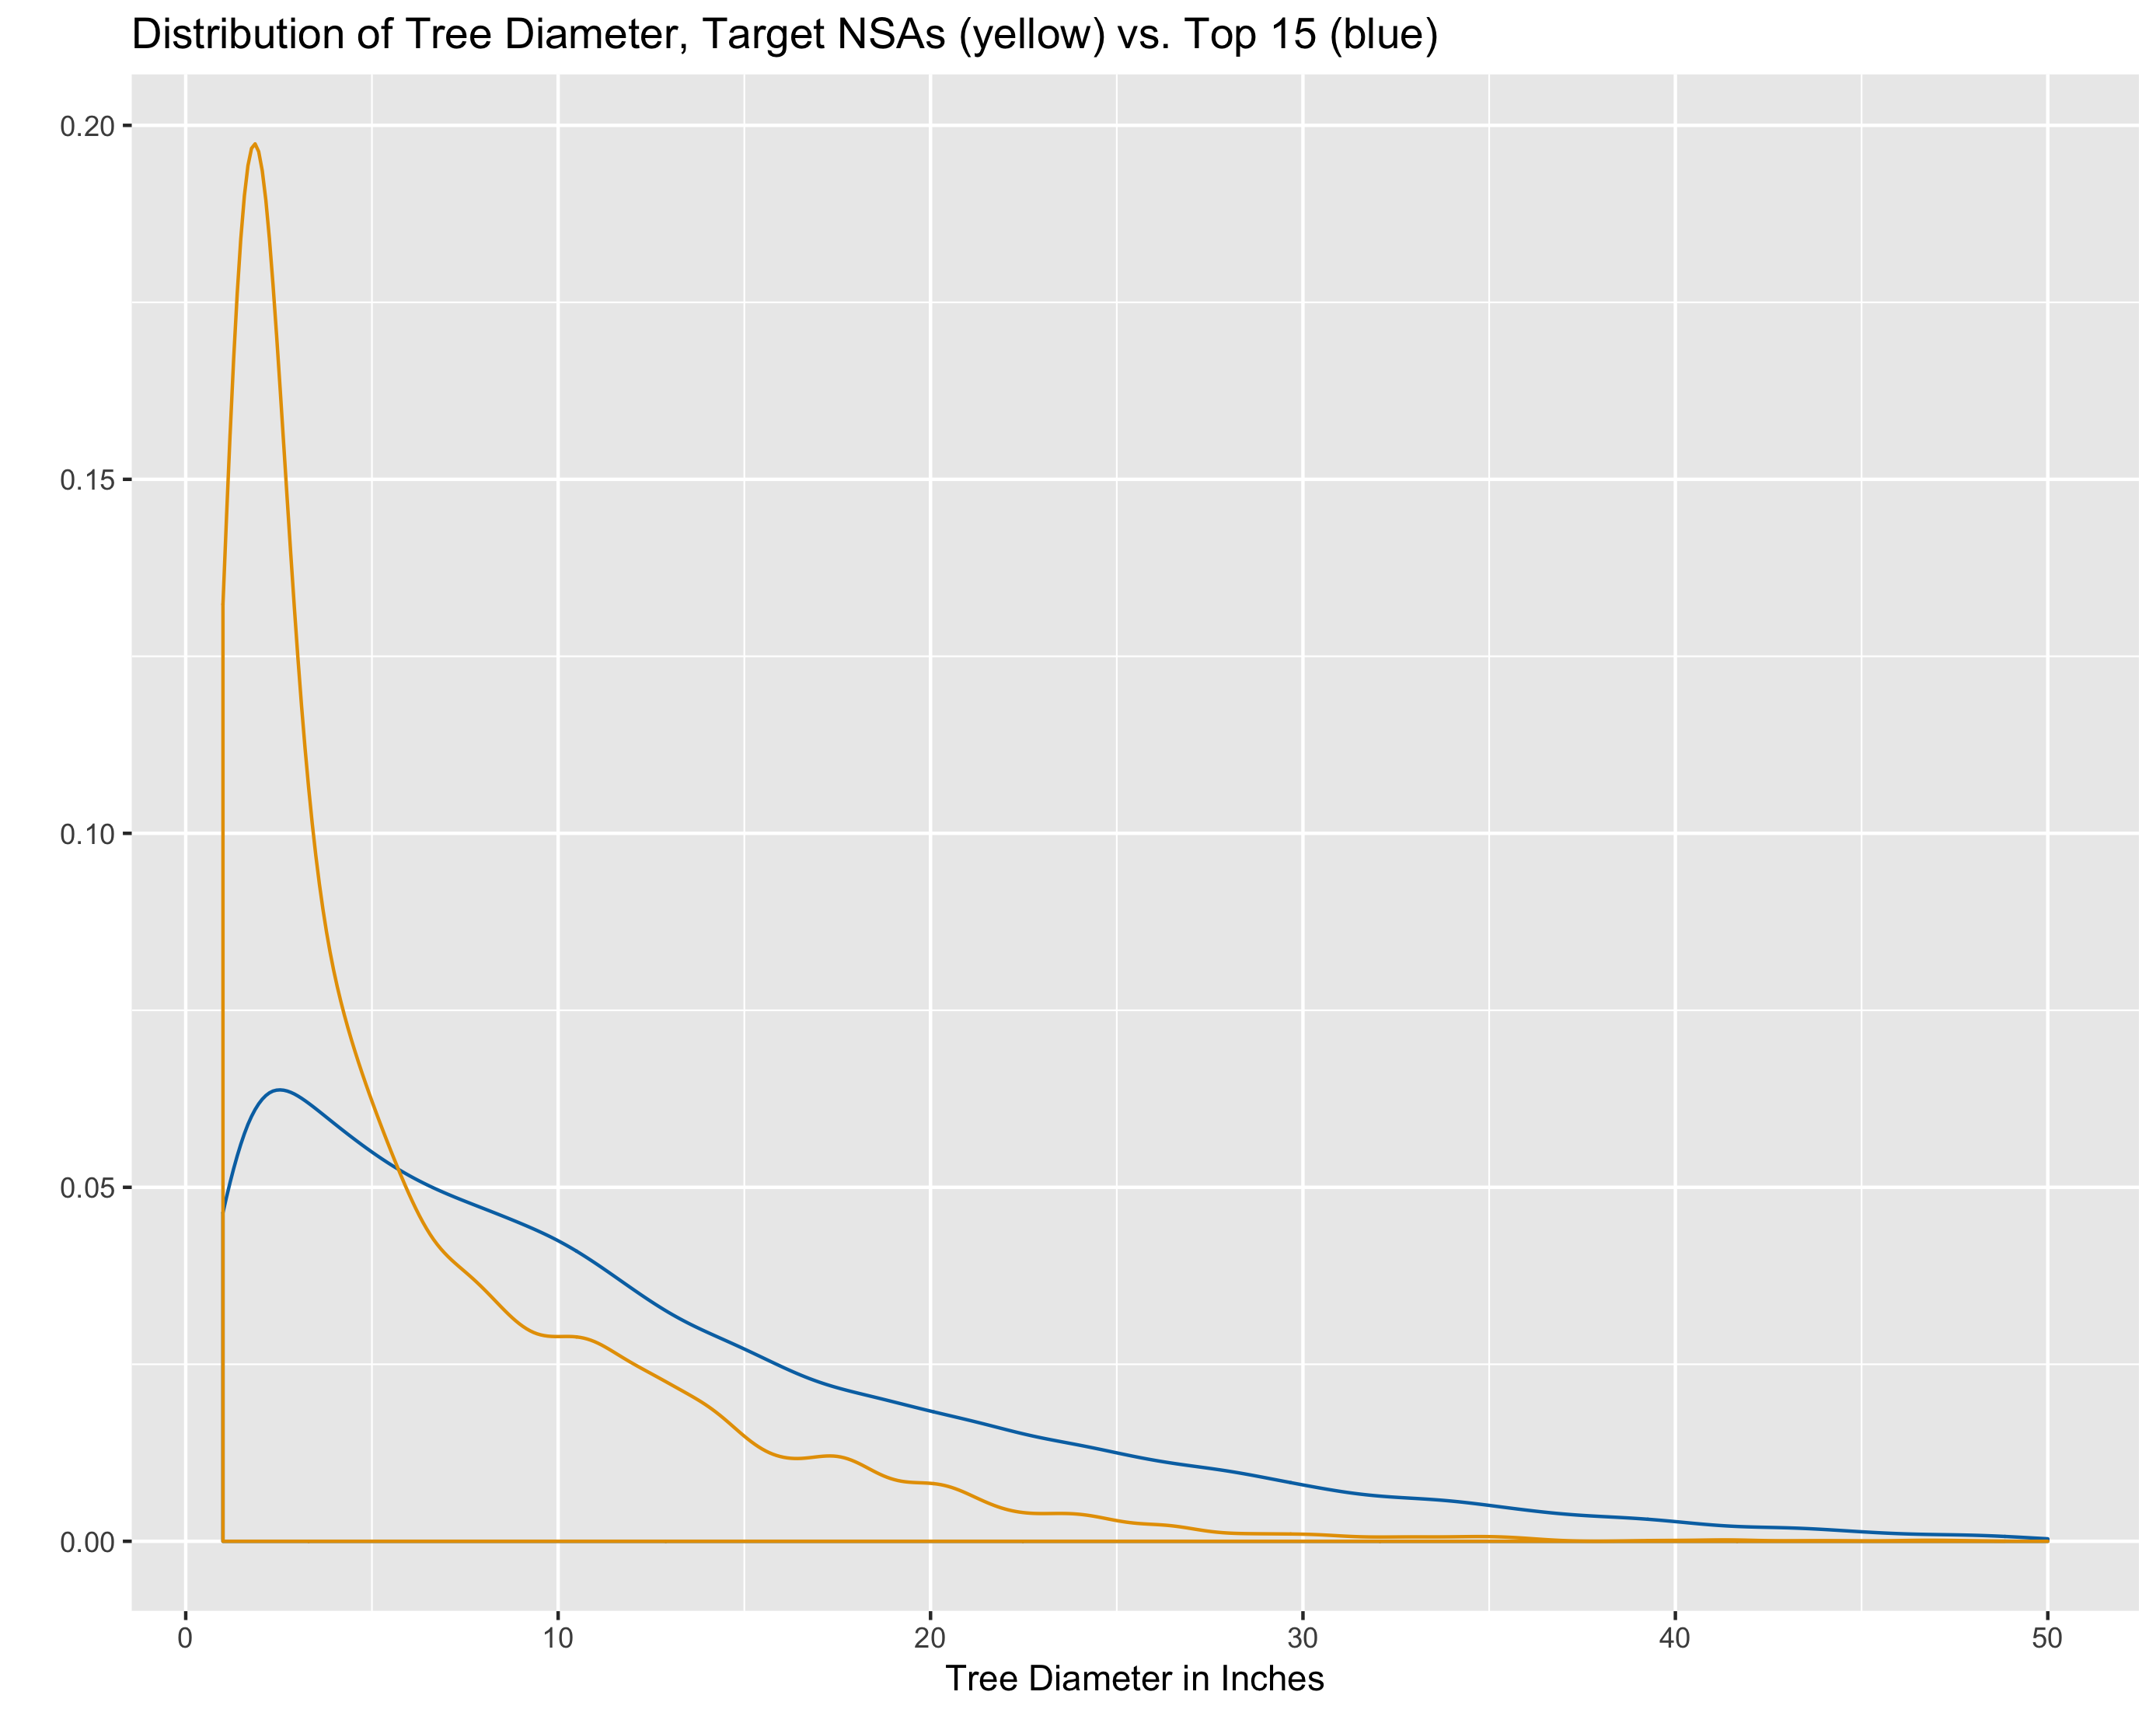 Distribution of Tree Diameter, Target NSAs (yellow) vs. Top 15 (blue)
0.20
0.15
0.10
0.05
0.00
0 10 20 30 40 50
Tree Diameter in Inches